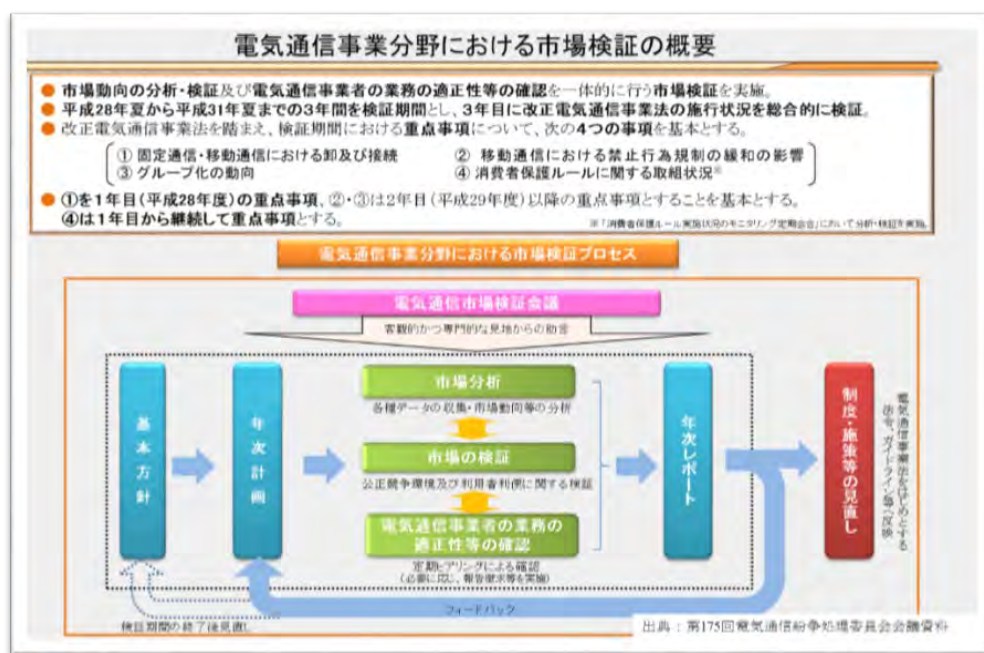 電気通信事業分野における市場検証の概要
● 市場動向の分析・検証及び電気通信事業者の業務の適正性等の確認を一体的に行う市場検証を実施。
● 平成28年夏から平成31年夏までの3年間を検証期間とし、3年目に改正電気通信事業法の施行状況を総合的に検証。
● 改正電気通信事業法を踏まえ、検証期間における重点事項について、次の4つの事項を基本とする。
① 固定通信・移動通信における卸及び接続 ② 移動通信における禁止行為規制の緩和の影響
③ グループ化の動向 ④ 消費者保護ルールに関する取組状況※
● ①を1年目(平成28年度)の重点事項、②・③は2年目(平成29年度)以降の重点事項とすることを基本とする。
④は1年目から継続して重点事項とする。
※「消費者保護ルール実施状況のモニタリング定期会合」において分析・検証を実施。
電気通信事業分野における市場検証プロセス
電気通信市場検証会議
客観的かつ専門的な見地からの助言
基本方針
年次計画
市場分析
各種データの収集・市場動向等の分析
市場の検証
公正競争環境及び利用者利便に関する検証
電気通信事業者の業務の
適正性等の確認
定期ヒアリングによる確認
(必要に応じ、報告徴求等を実施)
年次レポート
制度・施策等の見直し
電気通信事業法をはじめとする
法令、ガイドライン等へ反映
フィードバック
検証期間の終了後見直し
出典：第175回電気通信紛争処理委員会会議資料